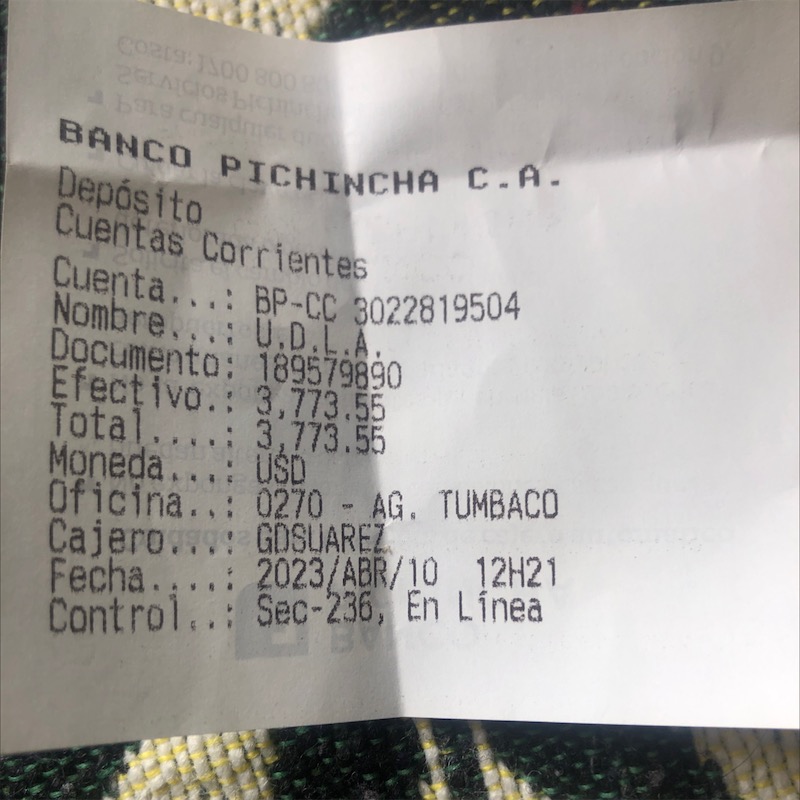 BANCO PICHINCHA C.A.
Depósito
Cuentas Corrientes
Cuenta...: BP-CC 3022819504
Nombre...: U.D.L.A.
Documento: 189579890
Efectivo.: 3,773.55
Total....: 3,773.55
Moneda...: USD
Oficina..: 0270 - AG. TUMBACO
Cajero...: GDSUAREZ
Fecha....: 2023/ABR/10 12H21
Control..: Sec-236, En Línea